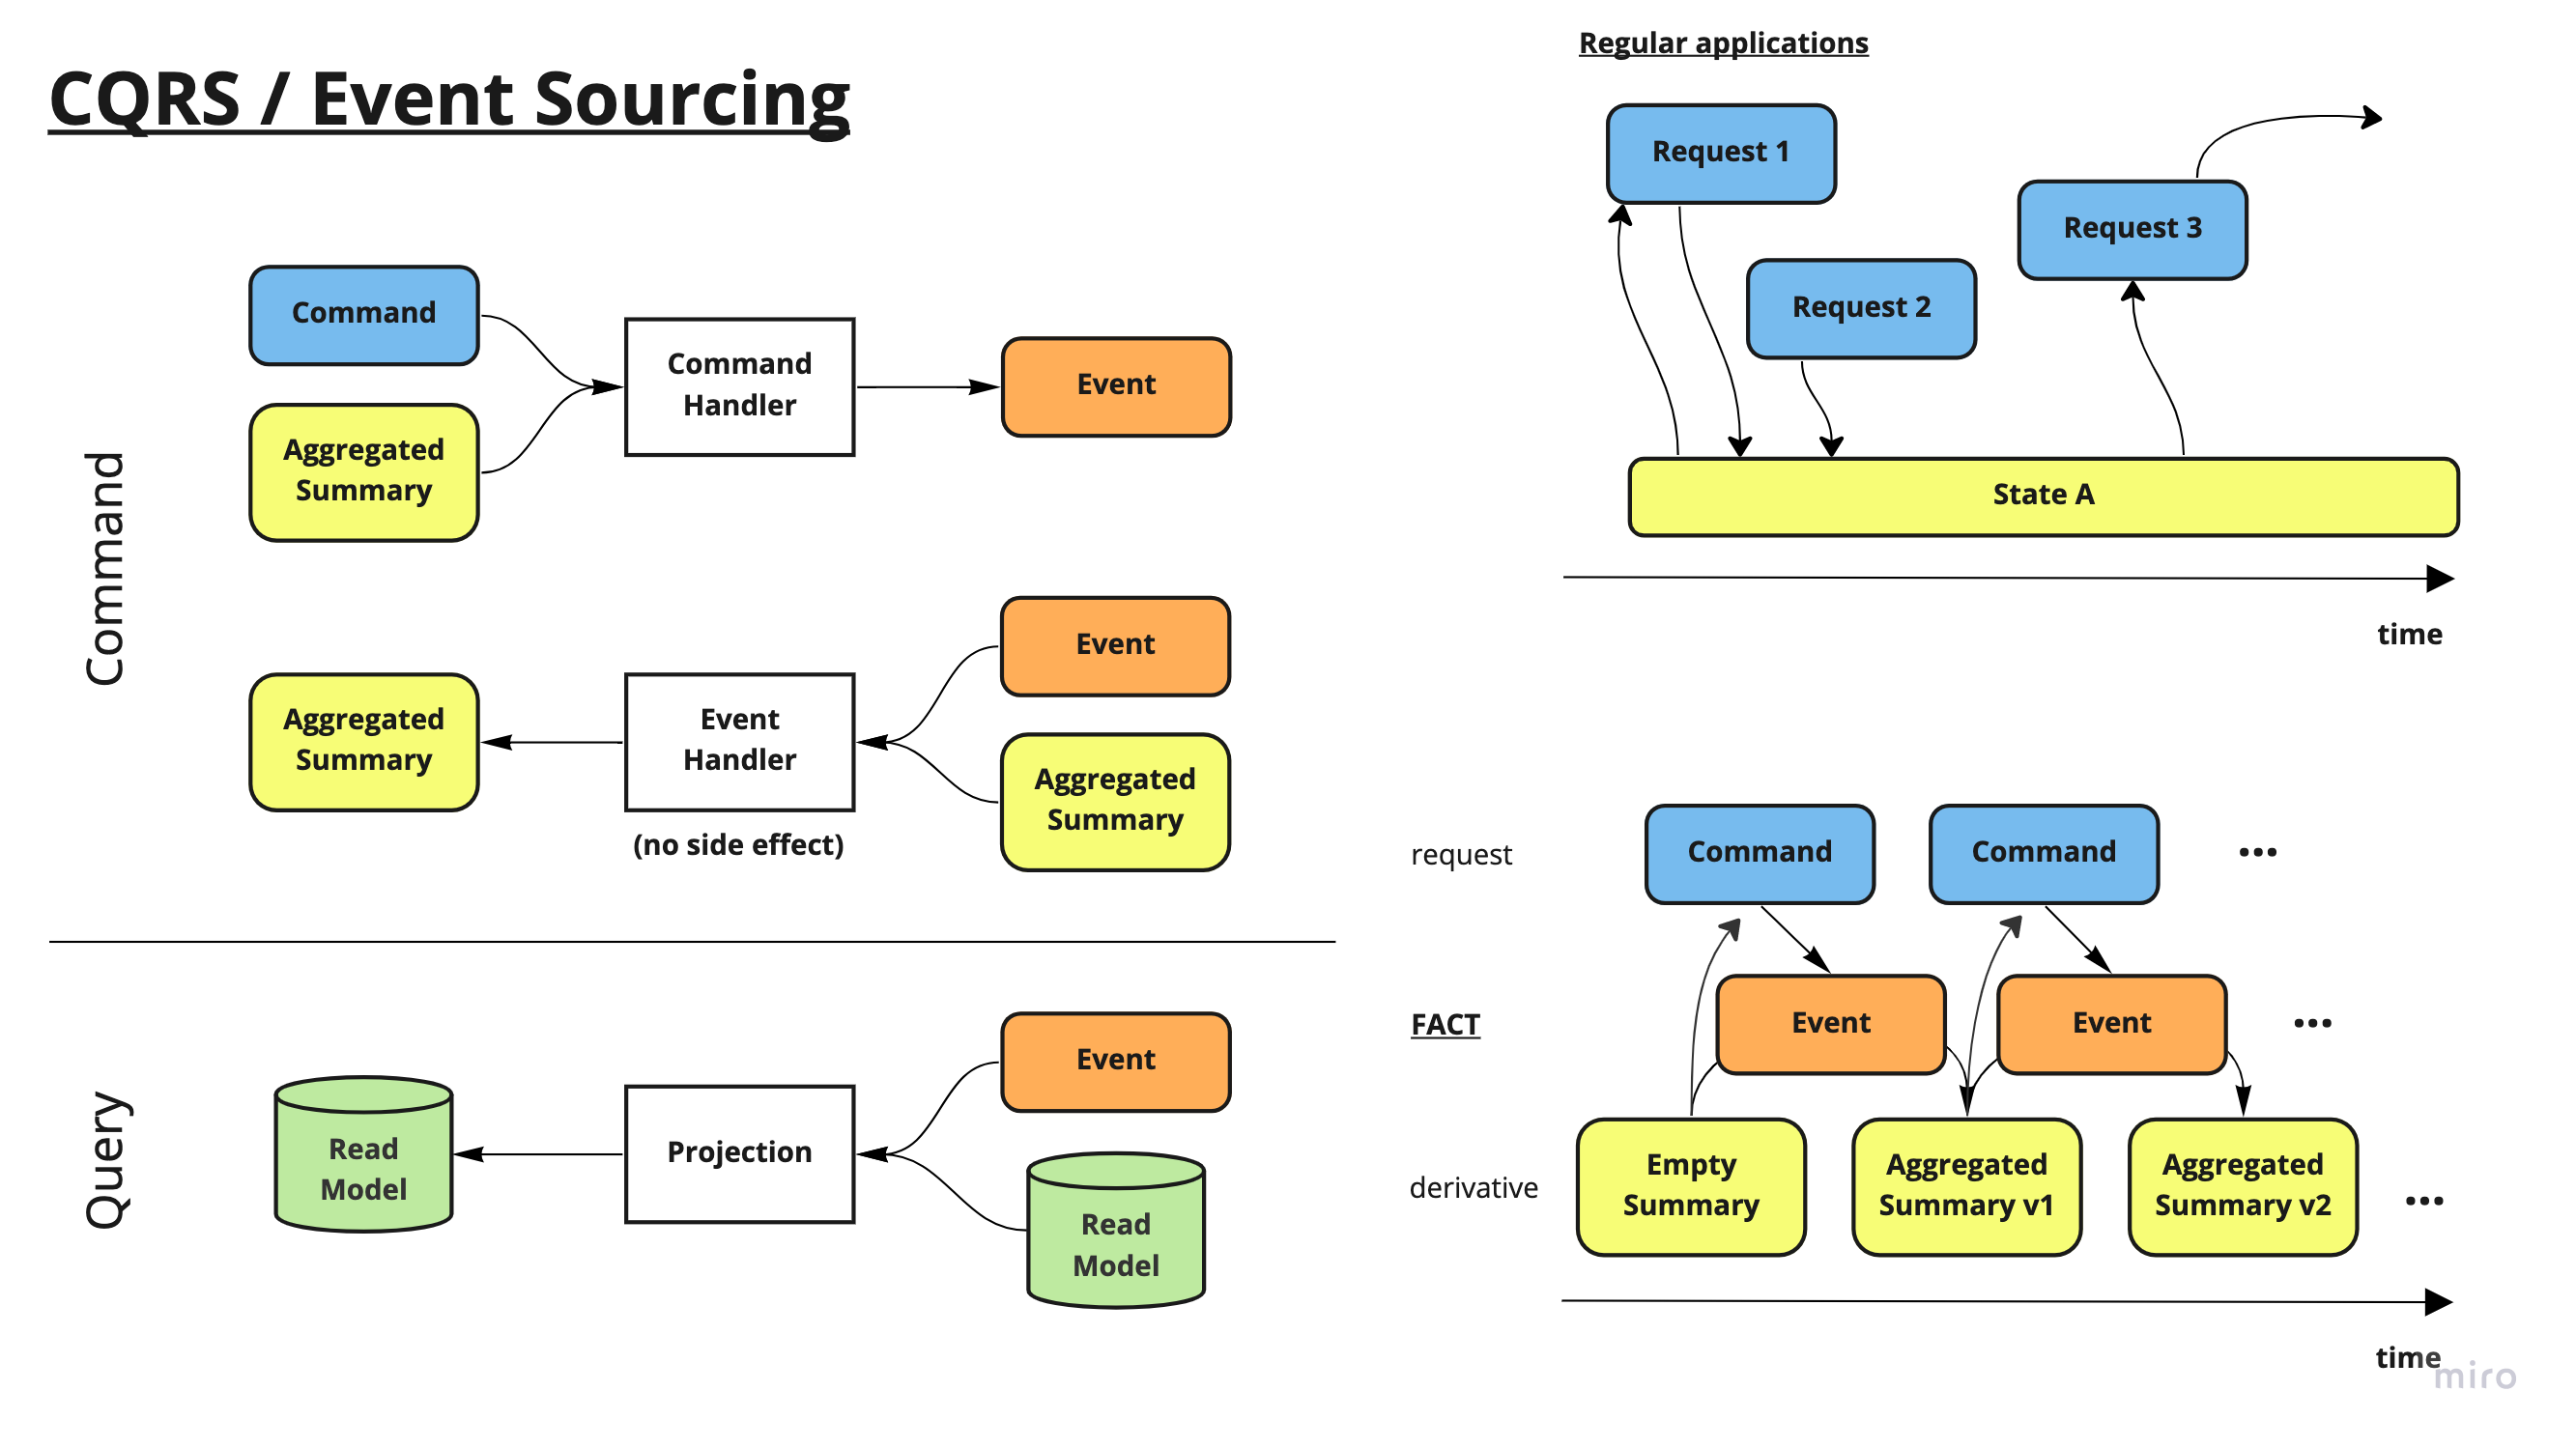 CQRS / Event Sourcing
Command
Command
Aggregated
Summary
Command
Handler
Event
Aggregated
Summary
Event
Handler
(no side effect)
Event
Aggregated
Summary
Query
Read
Model
Projection
Event
Read
Model
Regular applications
Request 1
Request 2
Request 3
State A
time
request
Command
Command
...
FACT
Event
Event
...
derivative
Empty
Summary
Aggregated
Summary v1
Aggregated
Summary v2
...
time
miro